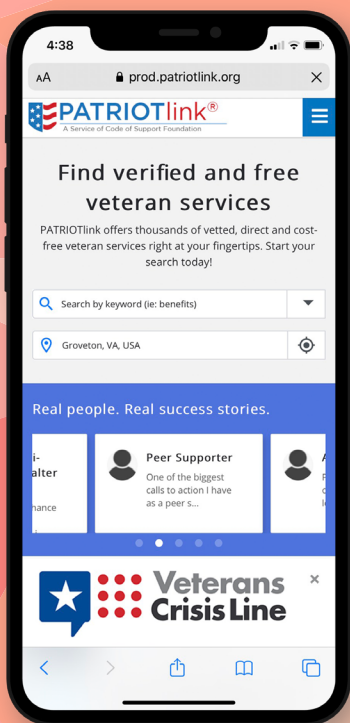 4:38
AA prod.patriotlink.org
PATRIOTlink®
A Service of Code of Support Foundation
Find verified and free
veteran services
PATRIOTlink offers thousands of vetted, direct and cost-
free veteran services right at your fingertips. Start your
search today!
Search by keyword (ie: benefits)
Groveton, VA, USA
Real people. Real success stories.
Peer Supporter
One of the biggest
calls to action I have
as a peer s...
Veterans
Crisis Line